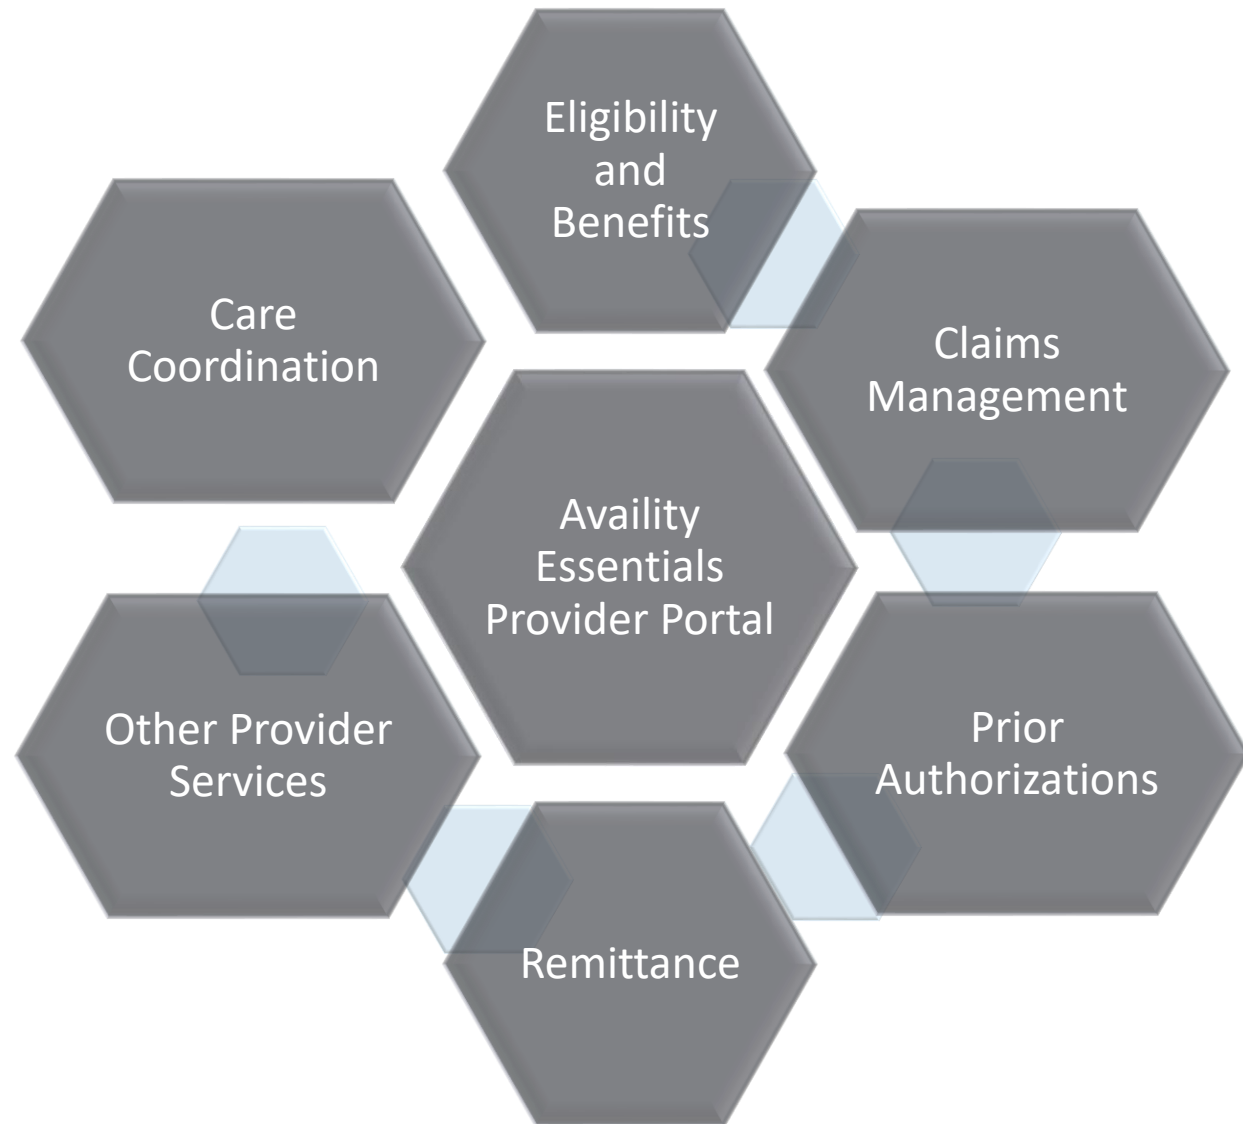 Eligibility
and
Benefits
Care
Coordination
Claims
Management
Availity
Essentials
Provider Portal
Other Provider
Services
Prior
Authorizations
Remittance